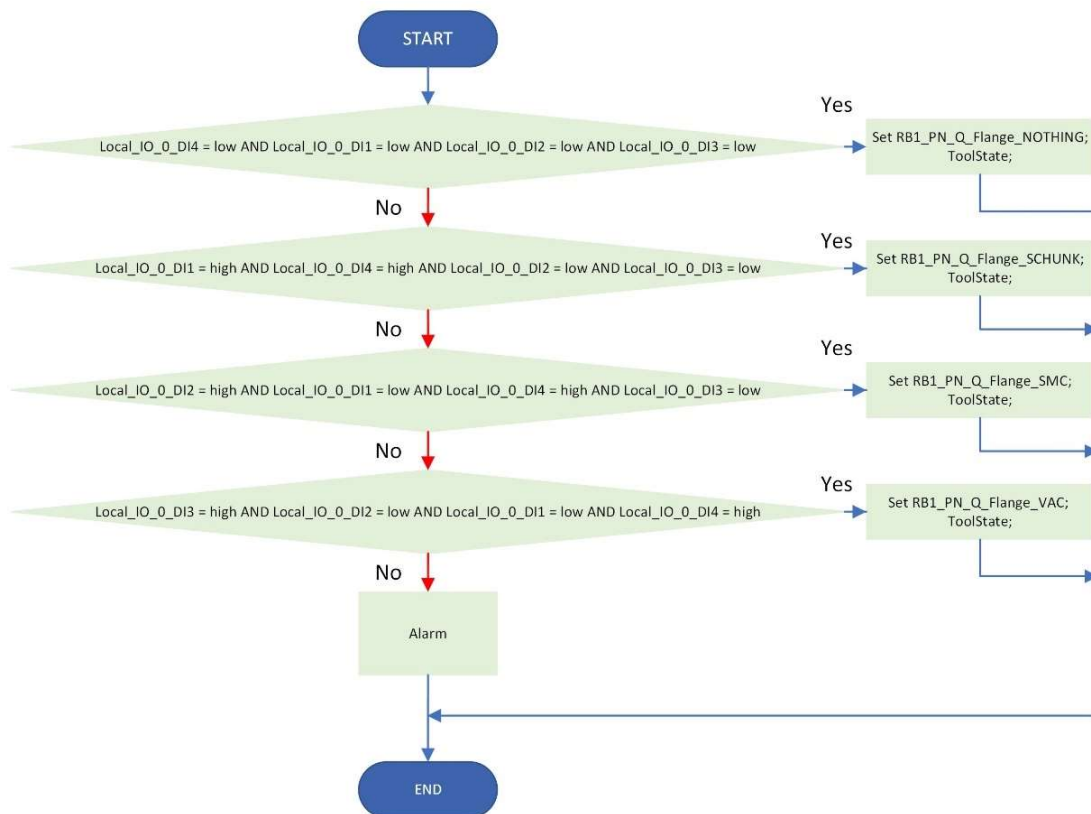 START
Yes
Local_IO_0_DI4 = low AND Local_IO_0_DI1 = low AND Local_IO_0_DI2 = low AND Local_IO_0_DI3 = low
Set RB1_PN_Q_Flange_NOTHING;
ToolState;
No
Yes
Local_IO_0_DI1 = high AND Local_IO_0_DI4 = high AND Local_IO_0_DI2 = low AND Local_IO_0_DI3 = low
Set RB1_PN_Q_Flange_SCHUNK;
ToolState;
No
Yes
Local_IO_0_DI2 = high AND Local_IO_0_DI1 = low AND Local_IO_0_DI4 = high AND Local_IO_0_DI3 = low
Set RB1_PN_Q_Flange_SMC;
ToolState;
No
Yes
Local_IO_0_DI3 = high AND Local_IO_0_DI2 = low AND Local_IO_0_DI1 = low AND Local_IO_0_DI4 = high
Set RB1_PN_Q_Flange_VAC;
ToolState;
No
Alarm
END